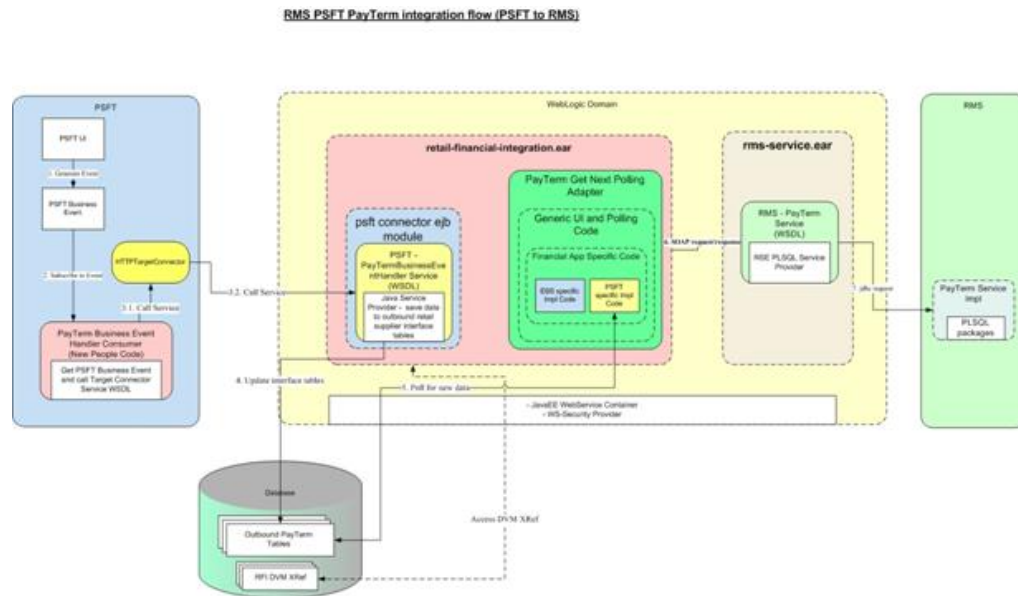 RMS PSFT PayTerm integration flow (PSFT to RMS)
PSFT
PSFT UI
1. Generate Event
PSFT Business
Event
2. Subscribe to Event
HTTPTargetConnector
3.1. Call Service
PayTerm Business Event
Handler Consumer
(New People Code)
Get PSFT Business Event
and call Target Connector
Service WSDL
3.2. Call Service
WebLogic Domain
retail-financial-integration.ear
psft connector ejb
module
PSFT -
PayTermBusinessEve
ntHandler Service
(WSDL)
Java Service
Provider - save data
to outbound retail
supplier interface
tables
PayTerm Get Next Polling
Adapter
Generic UI and Polling
Code
Financial App Specific Code
EBS specific
Impl Code
PSFT
specific Impl
Code
6. SOAP request/response
rms-service.ear
RMS - PayTerm
Service
(WSDL)
RSE PLSQL Service
Provider
RMS
PayTerm Service
Impl
PLSQL
packages
4. Update interface tables
5. Poll for new data
- JavaEE WebService Container
- WS-Security Provider
Database
Outbound PayTerm
Tables
Access DVM XRef
RFI DVM XRef